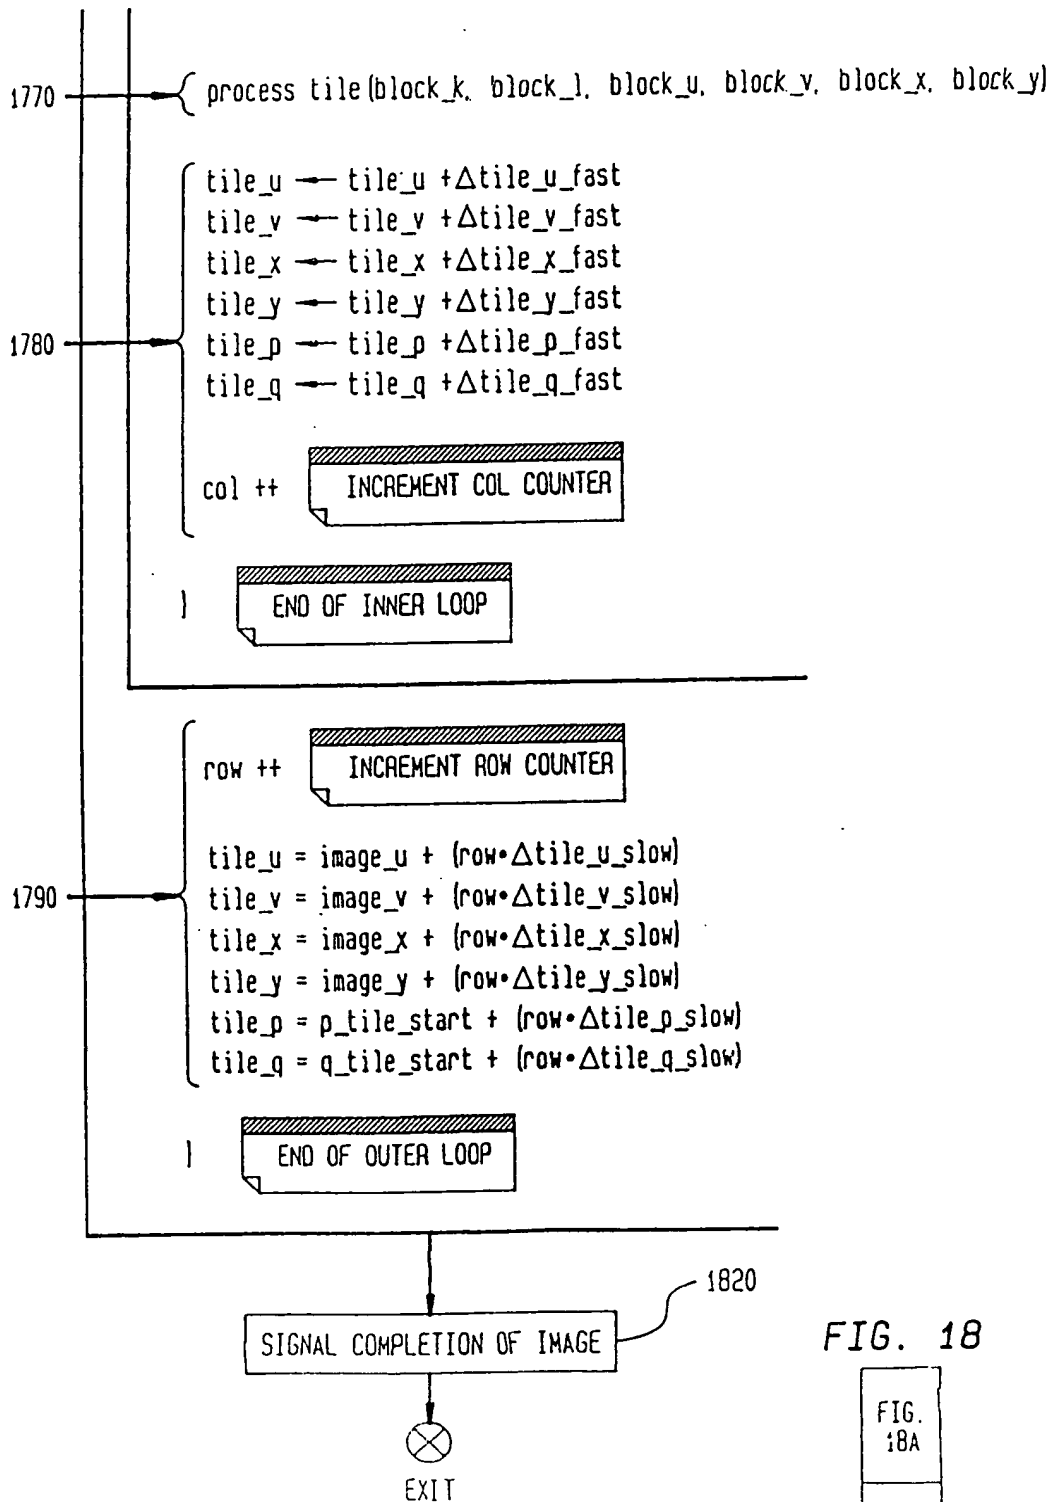 1770 { process tile (block_k, block_l, block_u, block_v, block_x, block_y)
tile_u ← tile_u +Δtile_u_fast
tile_v ← tile_v +Δtile_v_fast
tile_x ← tile_x +Δtile_x_fast
tile_y ← tile_y +Δtile_y_fast
1780
tile_p ← tile_p +Δtile_p_fast
tile_q ← tile_q +Δtile_q_fast
col ++ INCREMENT COL COUNTER
} END OF INNER LOOP
row ++ INCREMENT ROW COUNTER
tile_u = image_u + (row•Δtile_u_slow)
1790 tile_v = image_v + (row•Δtile_v_slow)
tile_x = image_x + (row•Δtile_x_slow)
tile_y = image_y + (row•Δtile_y_slow)
tile_p = p_tile_start + (row•Δtile_p_slow)
tile_q = q_tile_start + (row•Δtile_q_slow)
} END OF OUTER LOOP
1820
SIGNAL COMPLETION OF IMAGE
EXIT
FIG. 18
FIG.
18A